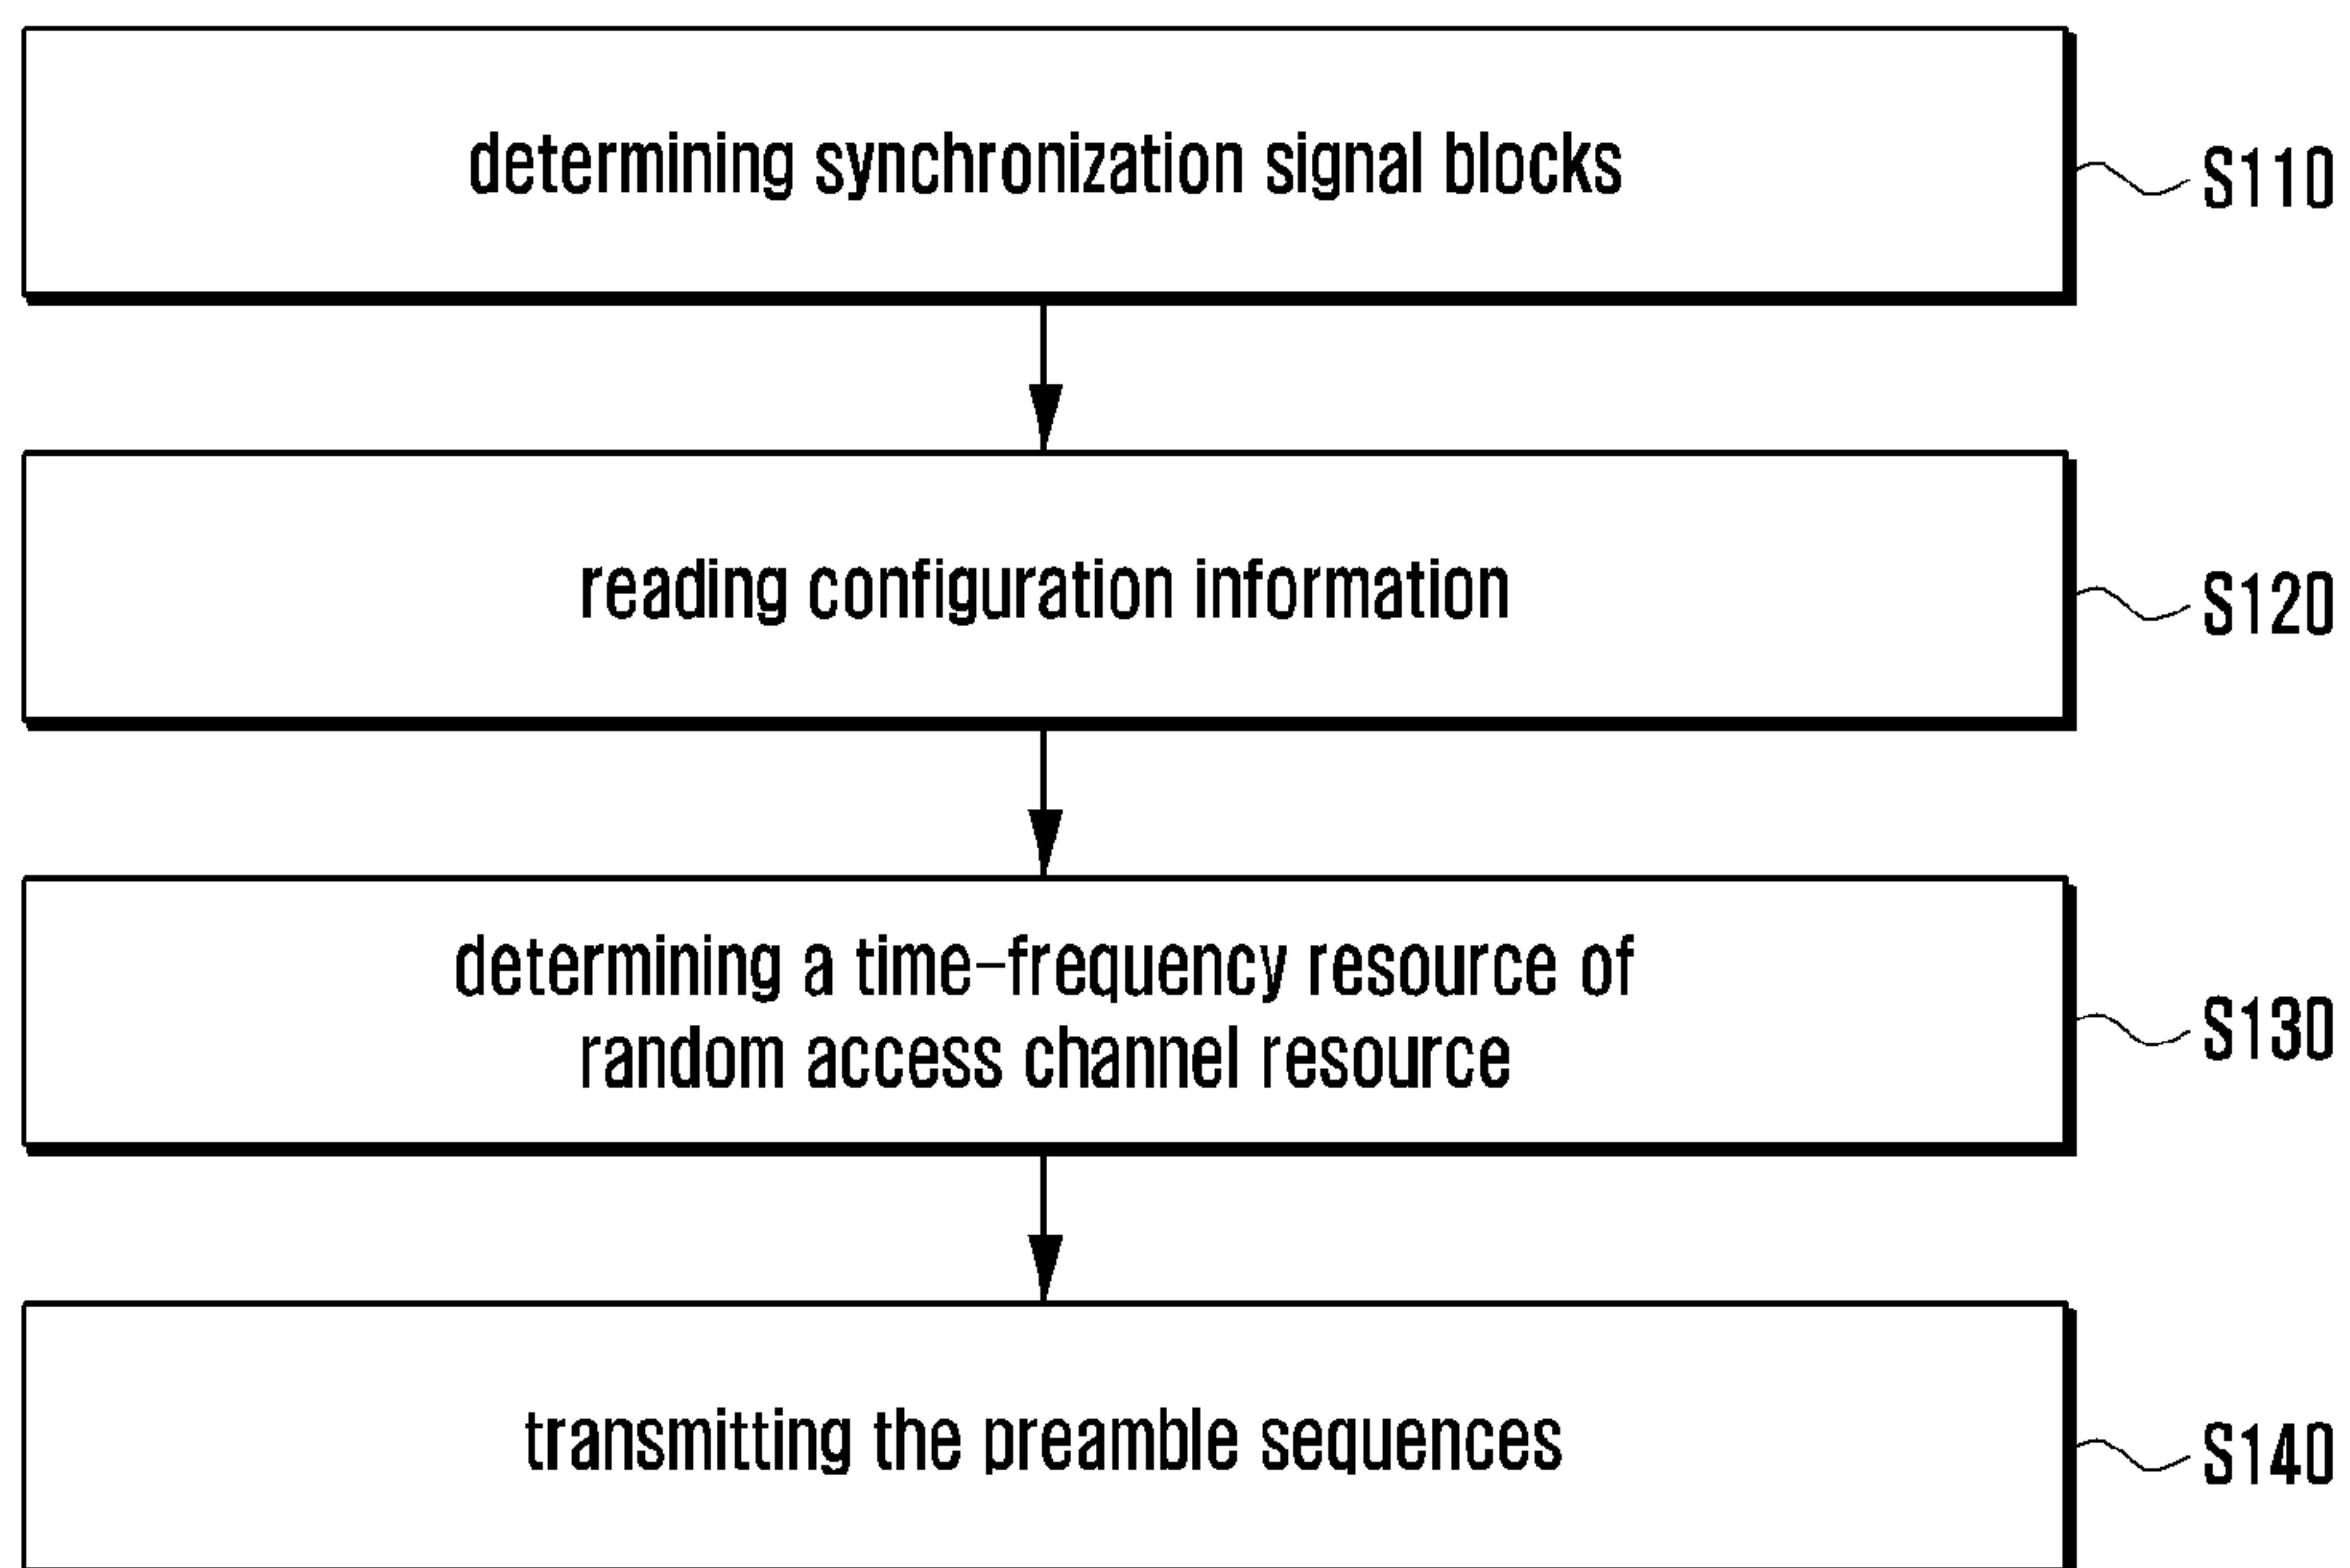 determining synchronization signal blocks
S110
reading configuration information
S120
determining a time–frequency resource of
random access channel resource
S130
transmitting the preamble sequences
S140